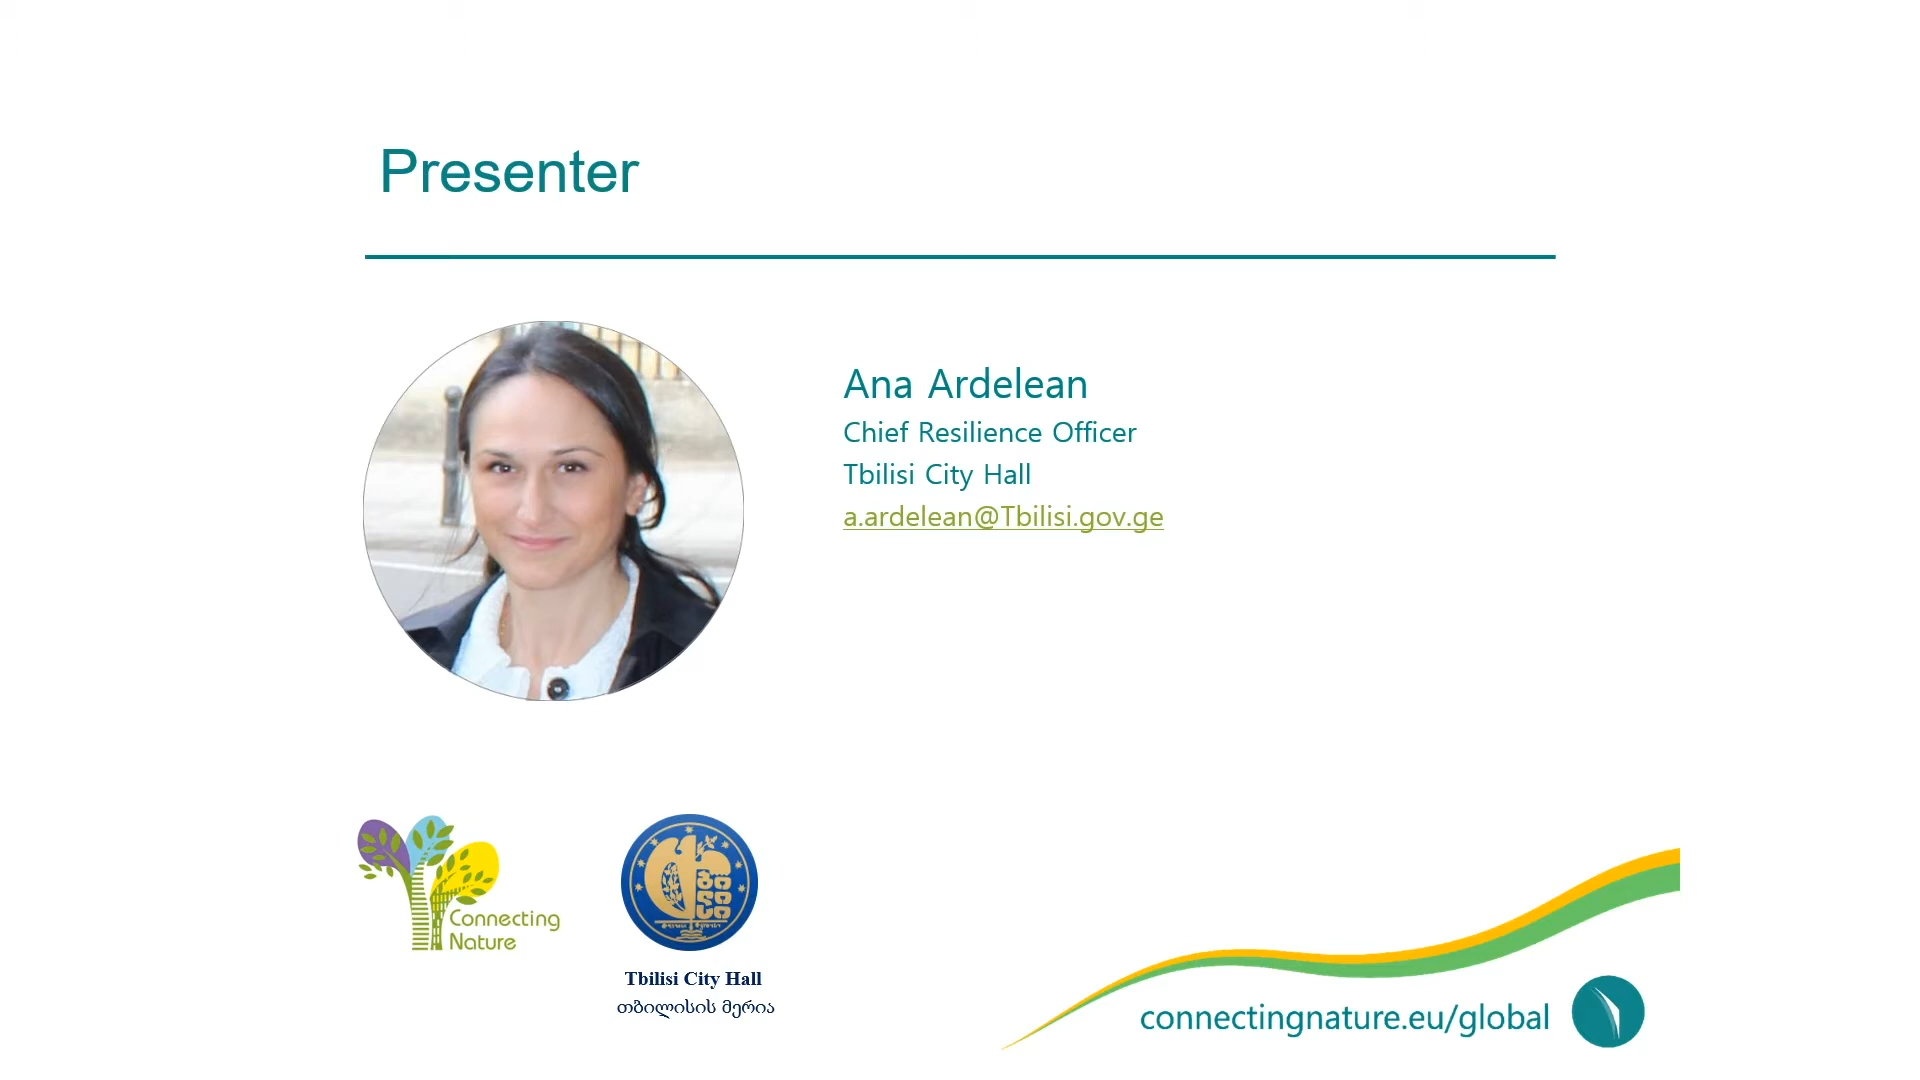 Presenter
Ana Ardelean
Chief Resilience Officer
Tbilisi City Hall
a.ardelean@Tbilisi.gov.ge
Connecting
Nature
Tbilisi City Hall
თბილისის მერია
connectingnature.eu/global